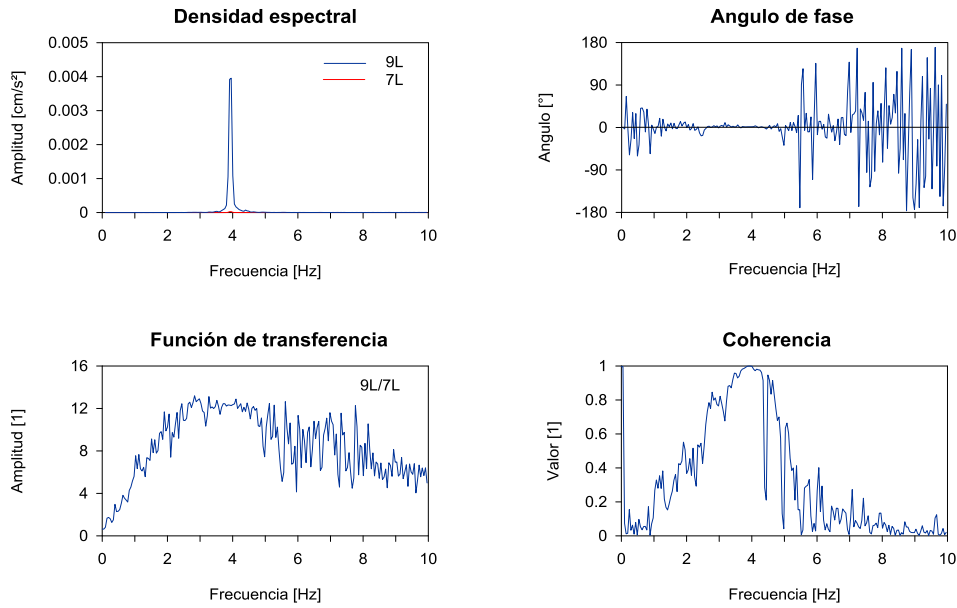 Densidad espectral
Amplitud [cm/s²]
0.005
0.004
0.003
0.002
0.001
0
9L
7L
0 2 4 6 8 10
Frecuencia [Hz]
Angulo de fase
Angulo [°]
180
90
0
-90
-180
0 2 4 6 8 10
Frecuencia [Hz]
Función de transferencia
Amplitud [1]
16
12
8
4
0
9L/7L
0 2 4 6 8 10
Frecuencia [Hz]
Coherencia
Valor [1]
1
0.8
0.6
0.4
0.2
0
0 2 4 6 8 10
Frecuencia [Hz]